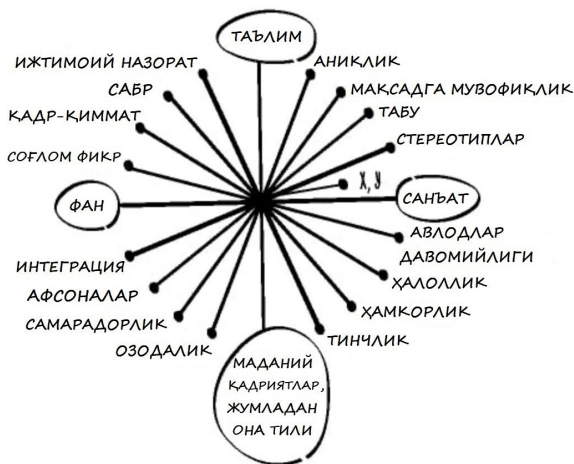 ТАЪЛИМ
ИЖТИМОИЙ НАЗОРАТ
АНИҚЛИК
САБР
МАҚСАДГА МУВОФИҚЛИК
ҚАДР-ҚИММАТ
ТАБУ
СТЕРЕОТИПЛАР
СОҒЛОМ ФИКР
Х, У
ФАН
САНЪАТ
АВЛОДЛАР
ДАВОМИЙЛИГИ
ИНТЕГРАЦИЯ
ҲАЛОЛЛИК
АФСОНАЛАР
САМАРАДОРЛИК
ҲАМКОРЛИК
ОЗОДАЛИК
ТИНЧЛИК
МАДАНИЙ
ҚАДРИЯТЛАР,
ЖУМЛАДАН
ОНА ТИЛИ